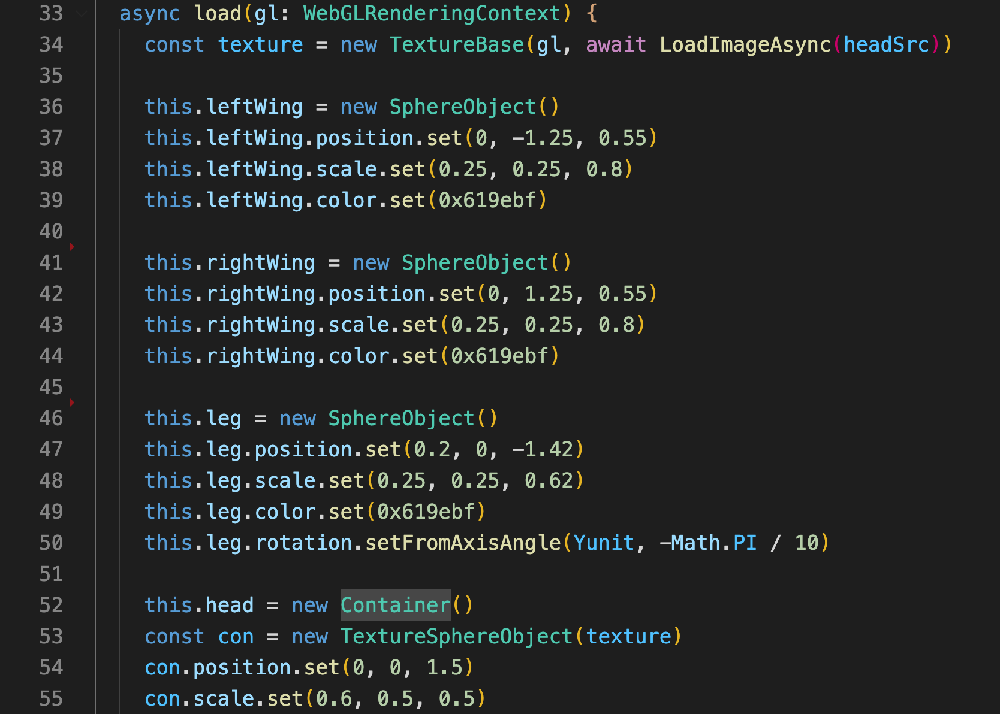 33 async load(gl: WebGLRenderingContext) {
34 const texture = new TextureBase(gl, await LoadImageAsync(headSrc))
35
36 this.leftWing = new SphereObject()
37 this.leftWing.position.set(0, -1.25, 0.55)
38 this.leftWing.scale.set(0.25, 0.25, 0.8)
39 this.leftWing.color.set(0x619ebf)
40
41 this.rightWing = new SphereObject()
42 this.rightWing.position.set(0, 1.25, 0.55)
43 this.rightWing.scale.set(0.25, 0.25, 0.8)
44 this.rightWing.color.set(0x619ebf)
45
46 this.leg = new SphereObject()
47 this.leg.position.set(0.2, 0, -1.42)
48 this.leg.scale.set(0.25, 0.25, 0.62)
49 this.leg.color.set(0x619ebf)
50 this.leg.rotation.setFromAxisAngle(Yunit, -Math.PI / 10)
51
52 this.head = new Container()
53 const con = new TextureSphereObject(texture)
54 con.position.set(0, 0, 1.5)
55 con.scale.set(0.6, 0.5, 0.5)